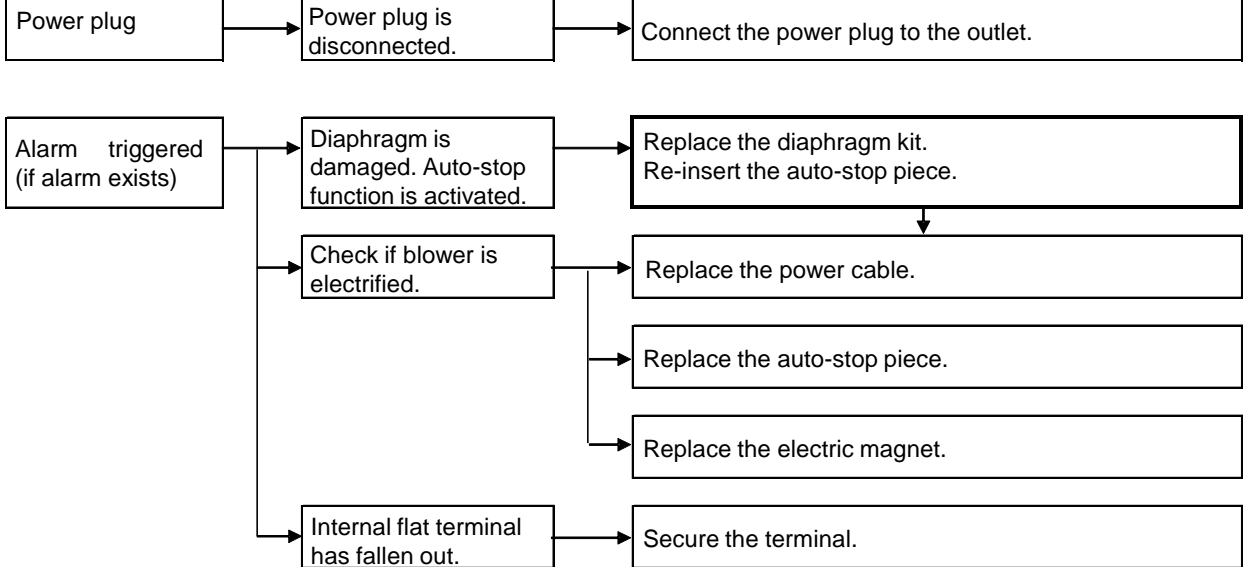 Power plug
Power plug is
disconnected.
Connect the power plug to the outlet.
Alarm triggered
(if alarm exists)
Diaphragm is
damaged. Auto-stop
function is activated.
Replace the diaphragm kit.
Re-insert the auto-stop piece.
Check if blower is
electrified.
Replace the power cable.
Replace the auto-stop piece.
Replace the electric magnet.
Internal flat terminal
has fallen out.
Secure the terminal.